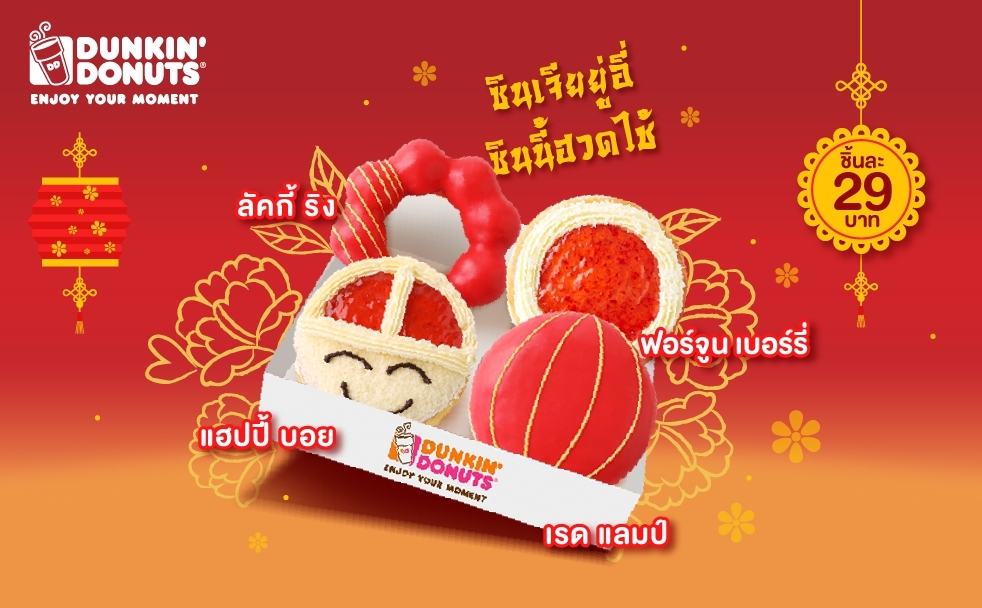 DUNKIN'
DONUTS®
ENJOY YOUR MOMENT
ซินเจียยู่อี่
ซินนี้ฮวดไช้
ชิ้นละ
29
บาท
ลัคกี้ ริง
ฟอร์จูน เบอร์รี่
แฮปปี้ บอย
DUNKIN'
DONUTS®
ENJOY YOUR MOMENT
เรด แลมป์